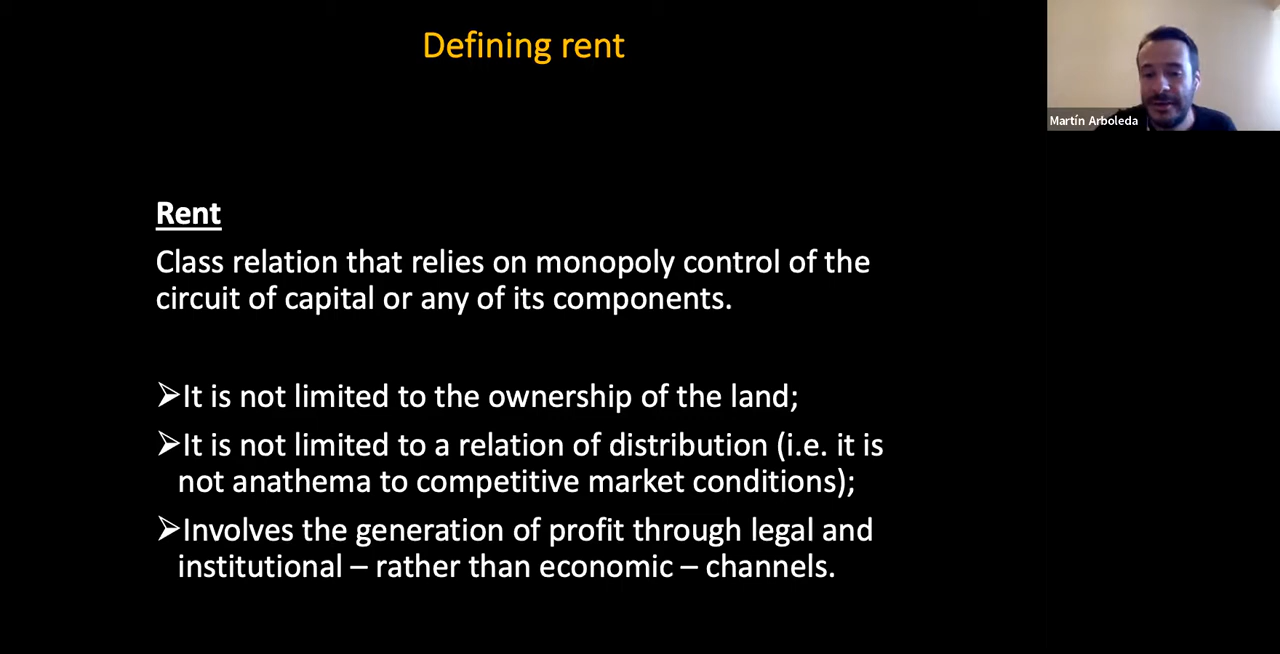 Defining rent
Martín Arboleda
Rent
Class relation that relies on monopoly control of the
circuit of capital or any of its components.
➢It is not limited to the ownership of the land;
➢It is not limited to a relation of distribution (i.e. it is
not anathema to competitive market conditions);
➢Involves the generation of profit through legal and
institutional – rather than economic – channels.